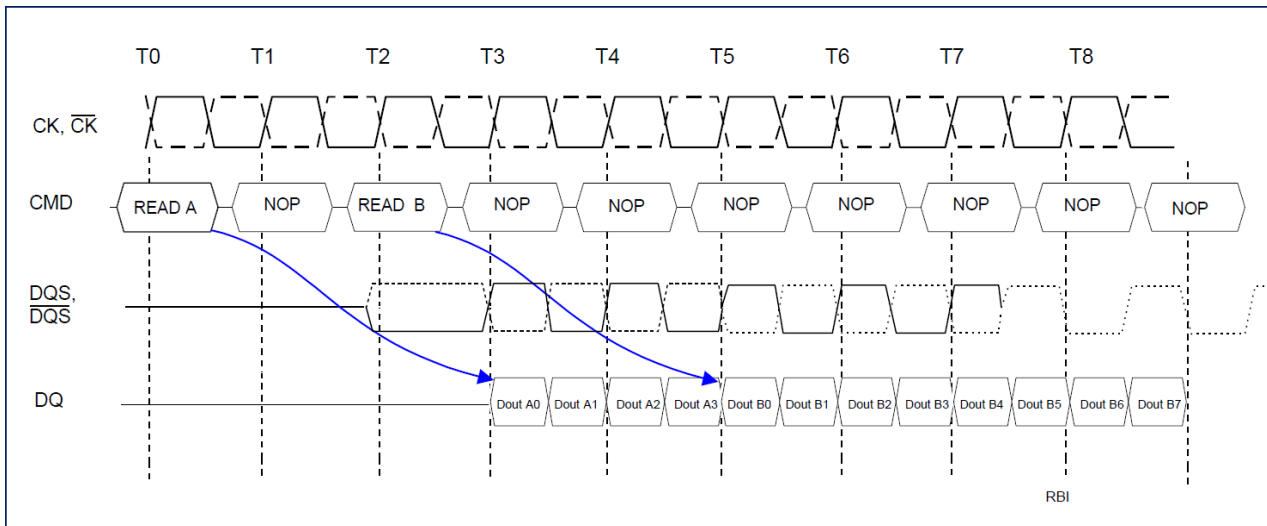 T0 T1 T2 T3 T4 T5 T6 T7 T8
CK, CK
CMD READ A NOP READ B NOP NOP NOP NOP NOP NOP NOP
DQS,
DQS
DQ Dout A0 Dout A1 Dout A2 Dout A3 Dout B0 Dout B1 Dout B2 Dout B3 Dout B4 Dout B5 Dout B6 Dout B7
RBI